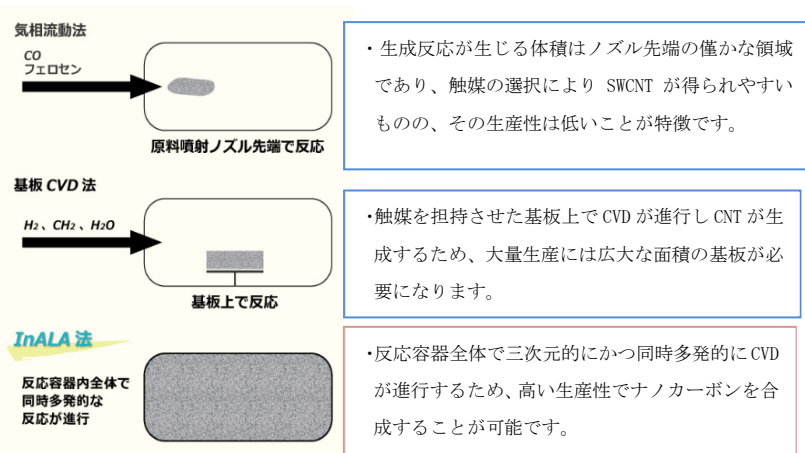 気相流動法
CO
フェロセン
原料噴射ノズル先端で反応
・生成反応が生じる体積はノズル先端の僅かな領域
であり、触媒の選択により SWCNT が得られやすい
ものの、その生産性は低いことが特徴です。
基板 CVD 法
H₂、CH₂、H₂O
基板上で反応
・触媒を担持させた基板上で CVD が進行し CNT が生
成するため、大量生産には広大な面積の基板が必
要になります。
InALA 法
反応容器内全体で
同時多発的な
反応が進行
・反応容器全体で三次元的にかつ同時多発的に CVD
が進行するため、高い生産性でナノカーボンを合
成することが可能です。